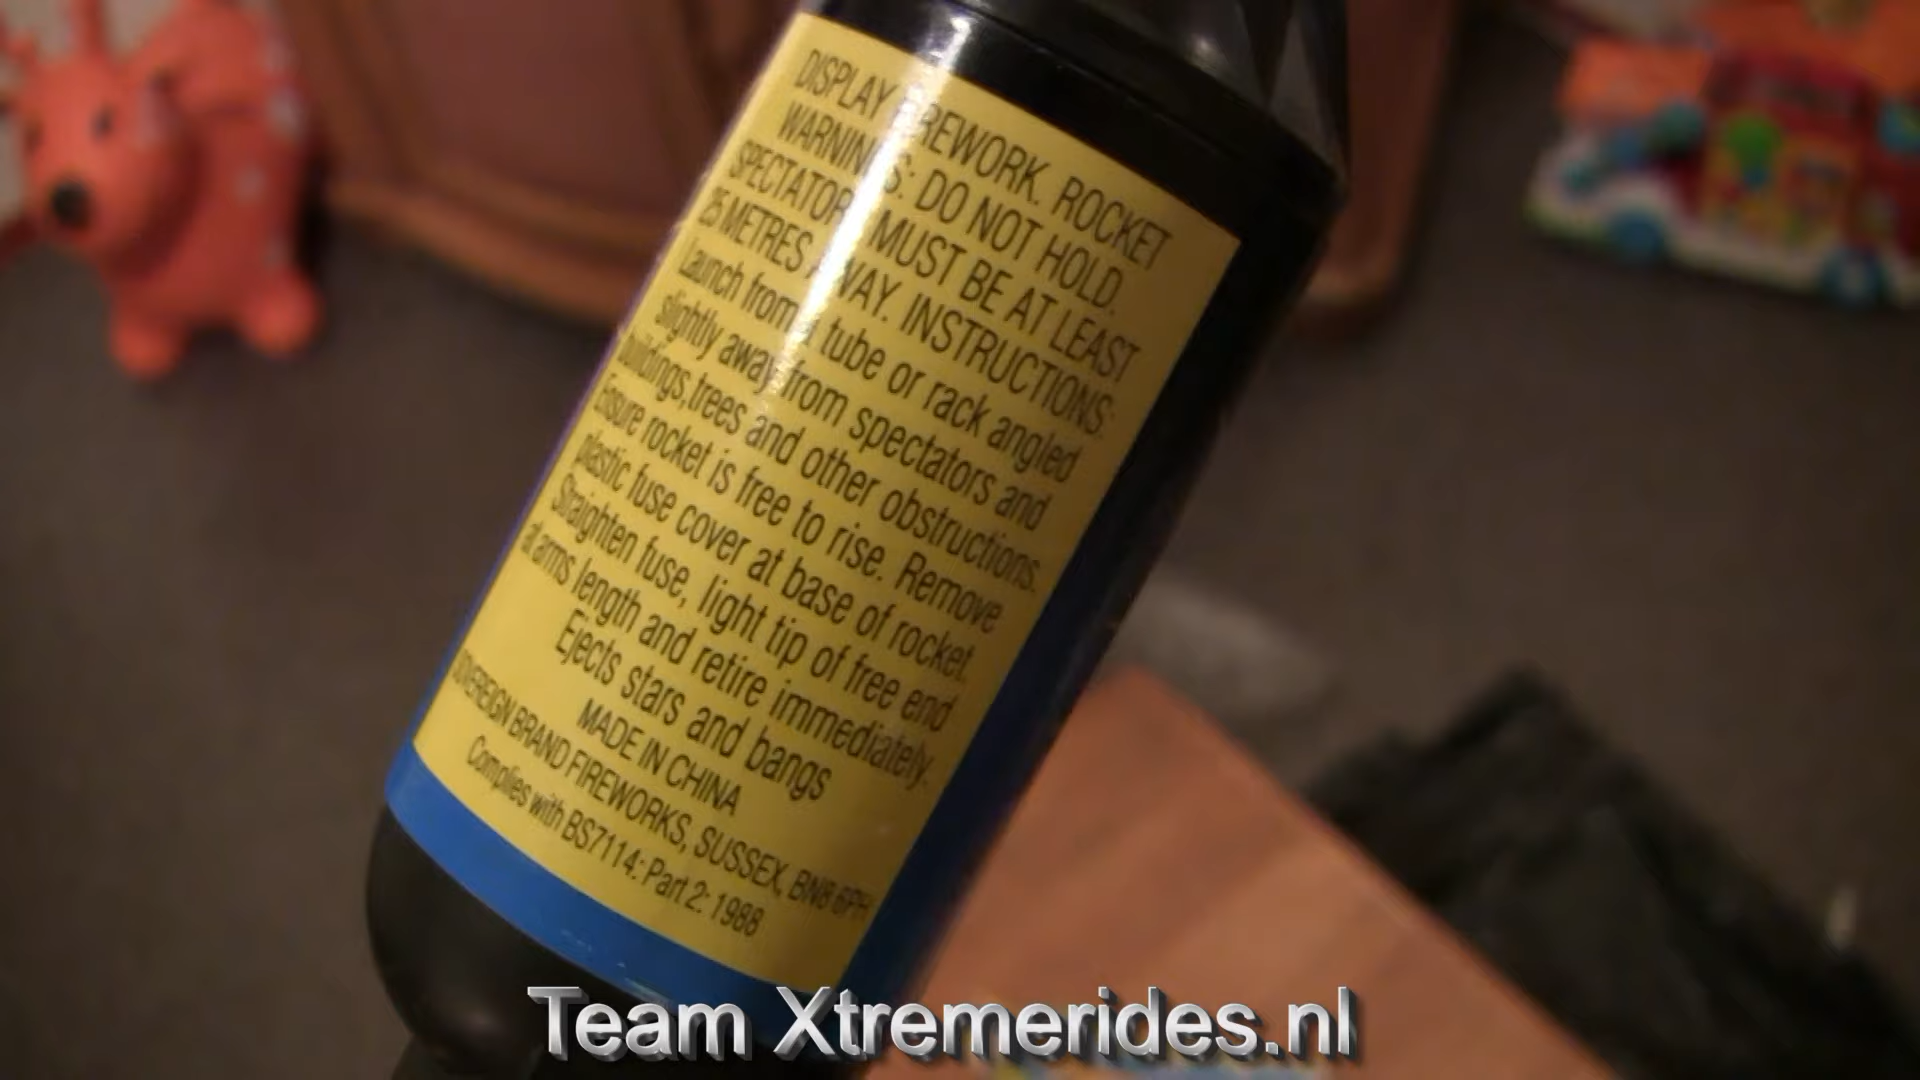 DISPLAY FIREWORK. ROCKET
WARNINGS: DO NOT HOLD.
SPECTATORS MUST BE AT LEAST
25 METRES AWAY. INSTRUCTIONS:
Launch from a tube or rack angled
slightly away from spectators and
buildings,trees and other obstructions.
Ensure rocket is free to rise. Remove
plastic fuse cover at base of rocket.
Straighten fuse, light tip of free end
at arms length and retire immediately.
Ejects stars and bangs
MADE IN CHINA
SOVEREIGN BRAND FIREWORKS, SUSSEX, BN8 6PH
Complies with BS7114: Part 2: 1988
Team Xtremerides.nl